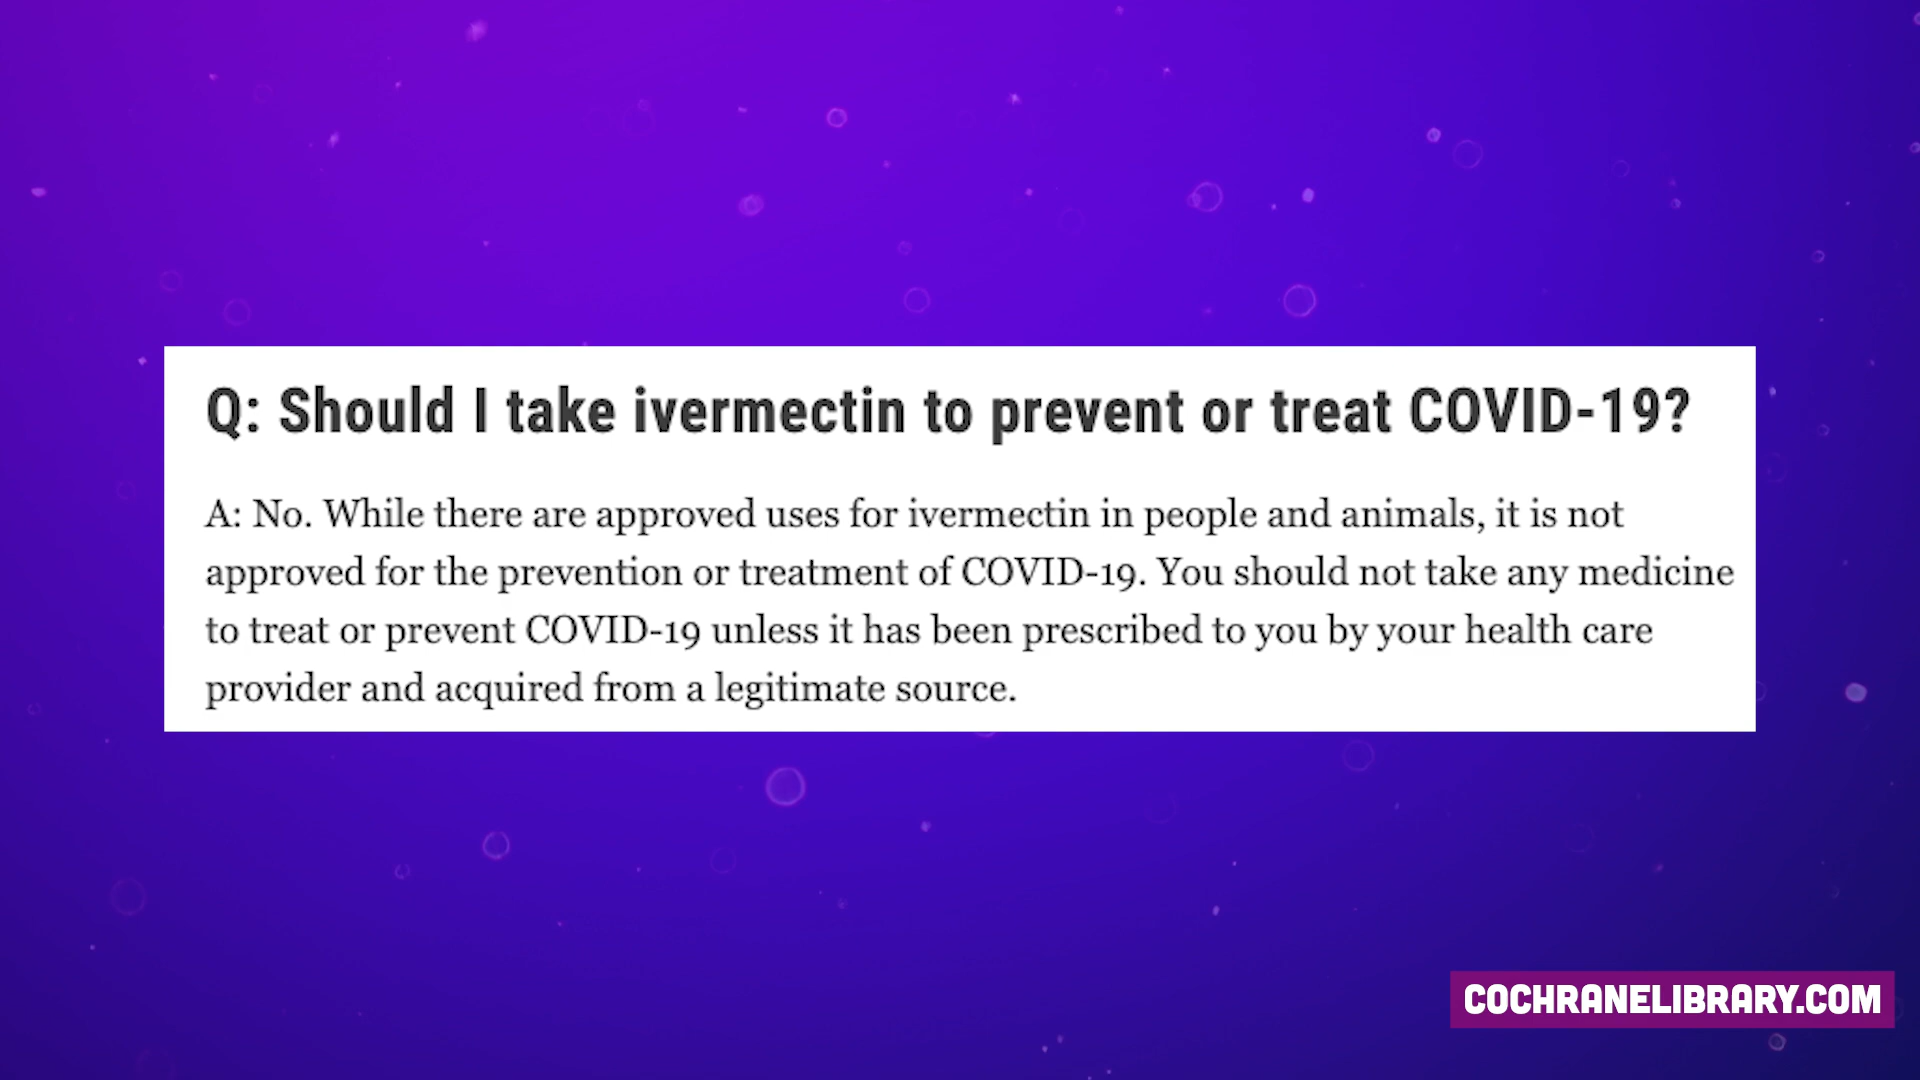 Q: Should I take ivermectin to prevent or treat COVID-19?
A: No. While there are approved uses for ivermectin in people and animals, it is not
approved for the prevention or treatment of COVID-19. You should not take any medicine
to treat or prevent COVID-19 unless it has been prescribed to you by your health care
provider and acquired from a legitimate source.
COCHRANELIBRARY.COM